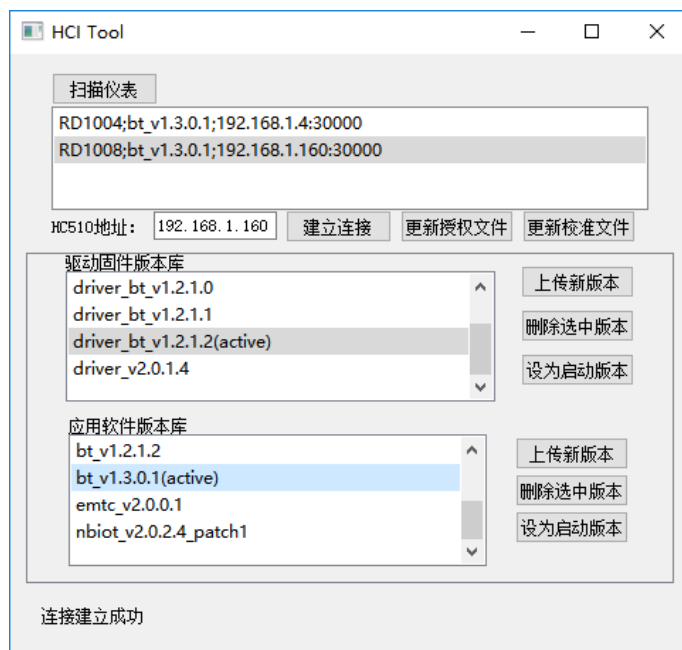 HCI Tool
扫描仪表
RD1004;bt_v1.3.0.1;192.168.1.4:30000
RD1008;bt_v1.3.0.1;192.168.1.160:30000
HC510地址: 192.168.1.160 建立连接 更新授权文件 更新校准文件
驱动固件版本库
driver_bt_v1.2.1.0
driver_bt_v1.2.1.1
driver_bt_v1.2.1.2(active)
driver_v2.0.1.4
上传新版本
删除选中版本
设为启动版本
应用软件版本库
bt_v1.2.1.2
bt_v1.3.0.1(active)
emtc_v2.0.0.1
nbiot_v2.0.2.4_patch1
上传新版本
删除选中版本
设为启动版本
连接建立成功